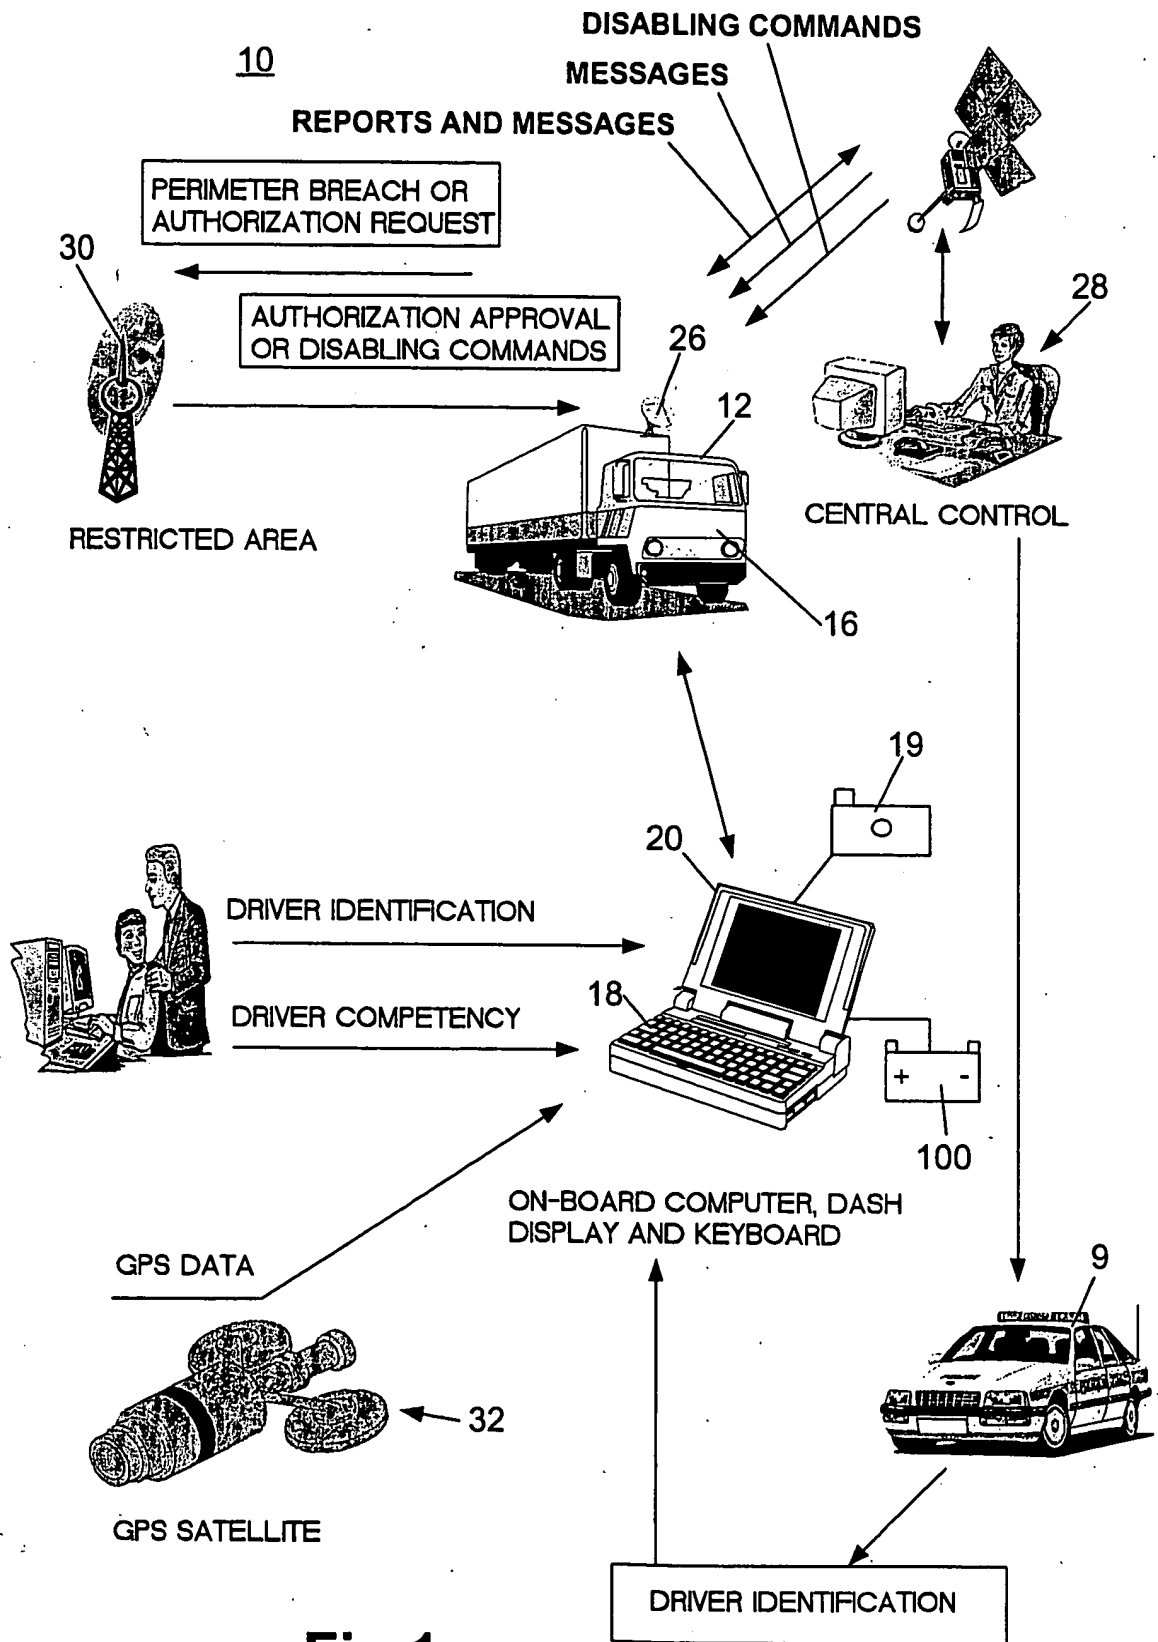 DISABLING COMMANDS
10
MESSAGES
REPORTS AND MESSAGES
PERIMETER BREACH OR
AUTHORIZATION REQUEST
30
AUTHORIZATION APPROVAL
OR DISABLING COMMANDS
28
26
12
RESTRICTED AREA
CENTRAL CONTROL
16
19
20
DRIVER IDENTIFICATION
18
DRIVER COMPETENCY
+ -
100
ON-BOARD COMPUTER, DASH
DISPLAY AND KEYBOARD
GPS DATA
9
32
GPS SATELLITE
DRIVER IDENTIFICATION